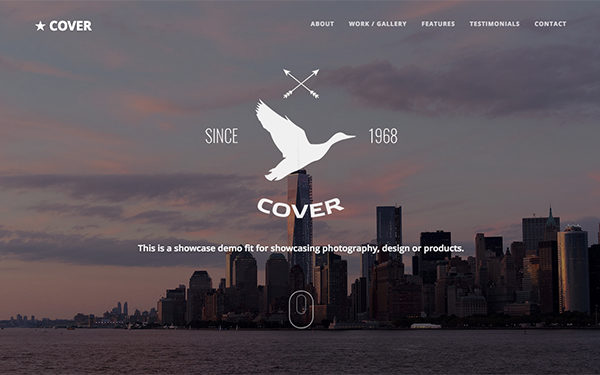 ★ COVER
ABOUT WORK / GALLERY FEATURES TESTIMONIALS CONTACT
SINCE 1968
COVER
This is a showcase demo fit for showcasing photography, design or products.